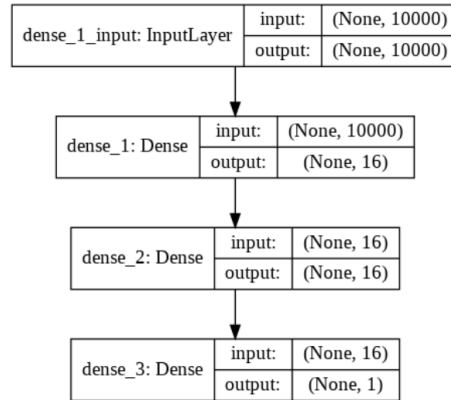 dense_1_input: InputLayer
input: (None, 10000)
output: (None, 10000)
dense_1: Dense
input: (None, 10000)
output: (None, 16)
dense_2: Dense
input: (None, 16)
output: (None, 16)
dense_3: Dense
input: (None, 16)
output: (None, 1)